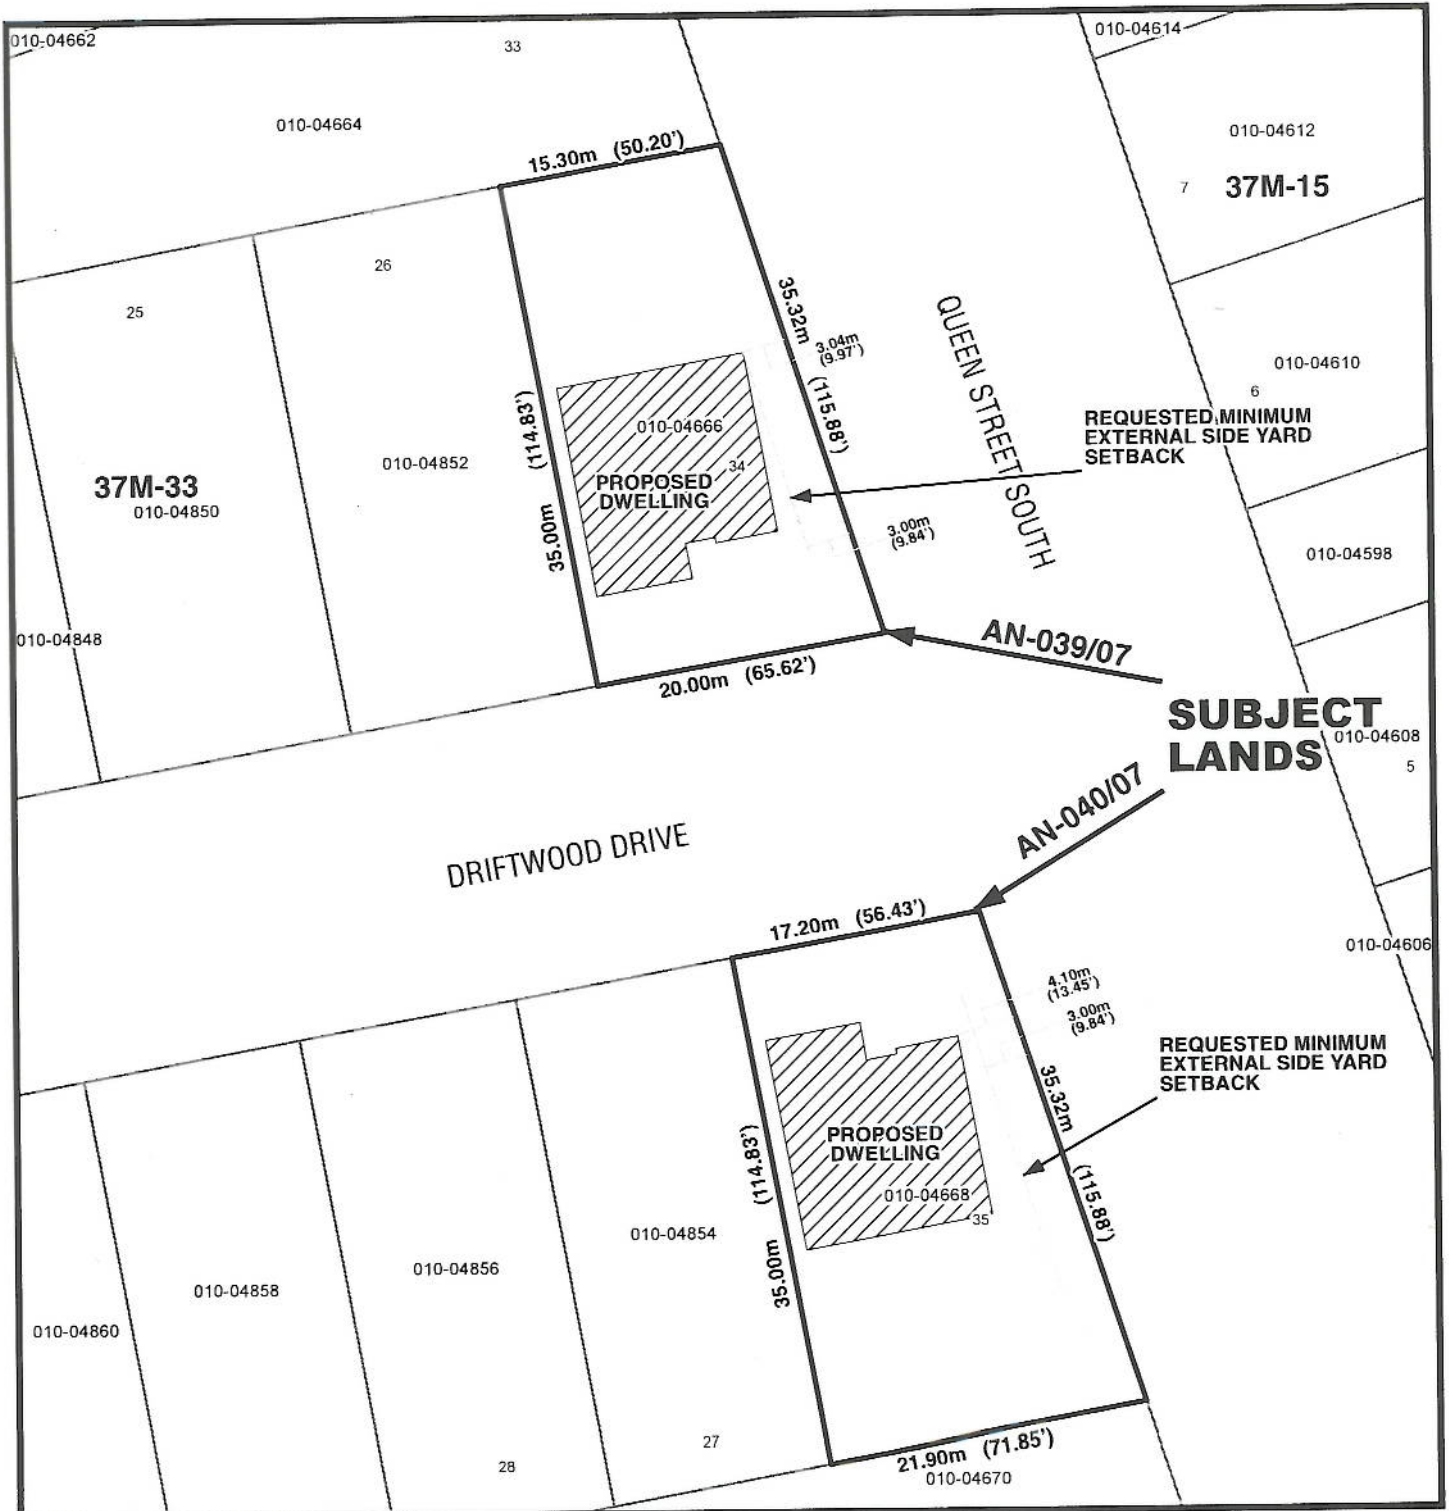 010-04662
33
010-04614
010-04664
010-04612
15.30m (50.20')
7
37M-15
26
25
35.32m (115.88')
3.04m
(9.97')
QUEEN STREET SOUTH
010-04610
6
REQUESTED MINIMUM
EXTERNAL SIDE YARD
SETBACK
010-04666
34
PROPOSED
DWELLING
35.00m (114.83')
010-04852
37M-33
010-04850
3.00m
(9.84')
010-04598
010-04848
AN-039/07
20.00m (65.62')
SUBJECT
LANDS
010-04608
5
AN-040/07
DRIFTWOOD DRIVE
17.20m (56.43')
010-04606
4.10m
(13.45')
3.00m
(9.84')
REQUESTED MINIMUM
EXTERNAL SIDE YARD
SETBACK
35.32m (115.88')
PROPOSED
DWELLING
010-04668
35
35.00m (114.83')
010-04854
010-04856
010-04858
010-04860
27
28
21.90m (71.85')
010-04670